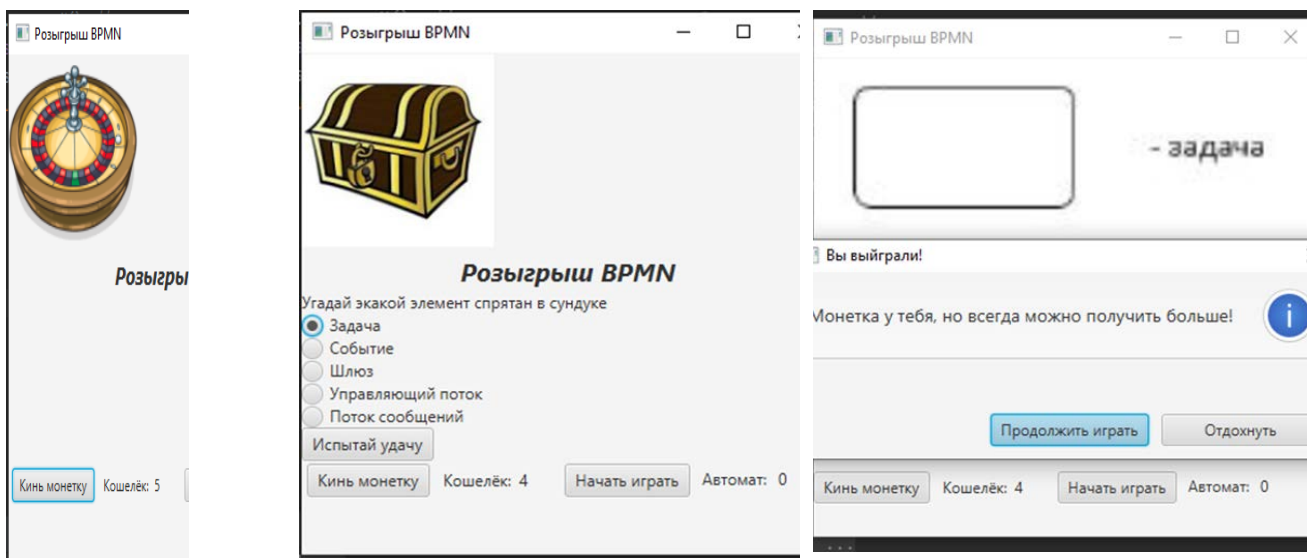 Розыгрыш BPMN
Розыгры
Кинь монетку Кошелёк: 5
Розыгрыш BPMN
Розыгрыш BPMN
Угадай экакой элемент спрятан в сундуке
Задача
Событие
Шлюз
Управляющий поток
Поток сообщений
Испытай удачу
Кинь монетку Кошелёк: 4 Начать играть Автомат: 0
Розыгрыш BPMN
- задача
Вы выйграли!
Монетка у тебя, но всегда можно получить больше!
Продолжить играть Отдохнуть
Кинь монетку Кошелёк: 4 Начать играть Автомат: 0